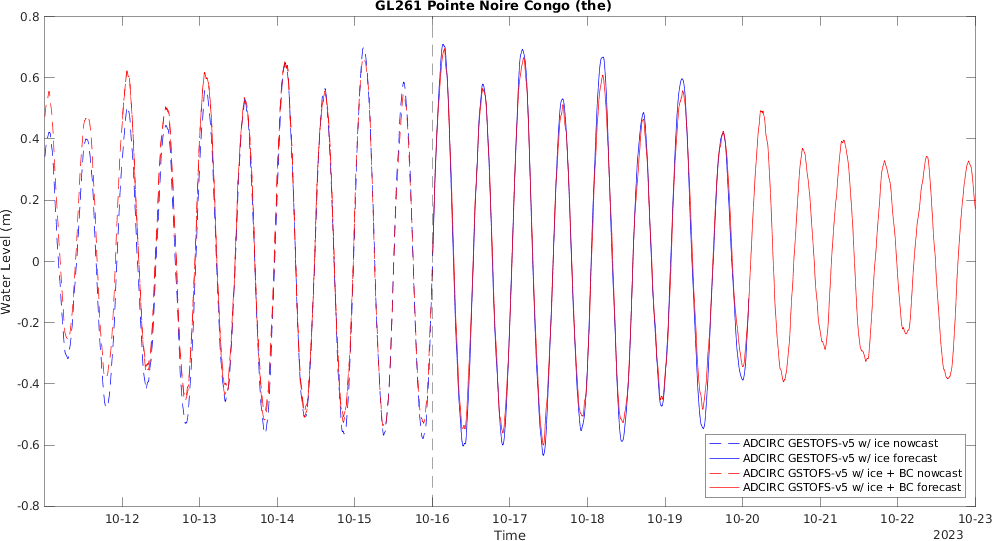 GL261 Pointe Noire Congo (the)
0.8
0.6
0.4
0.2
0
-0.2
-0.4
-0.6
-0.8
Water Level (m)
10-12 10-13 10-14 10-15 10-16 10-17 10-18 10-19 10-20 10-21 10-22 10-23
Time
2023
ADCIRC GESTOFS-v5 w/ ice nowcast
ADCIRC GESTOFS-v5 w/ ice forecast
ADCIRC GSTOFS-v5 w/ ice + BC nowcast
ADCIRC GSTOFS-v5 w/ ice + BC forecast